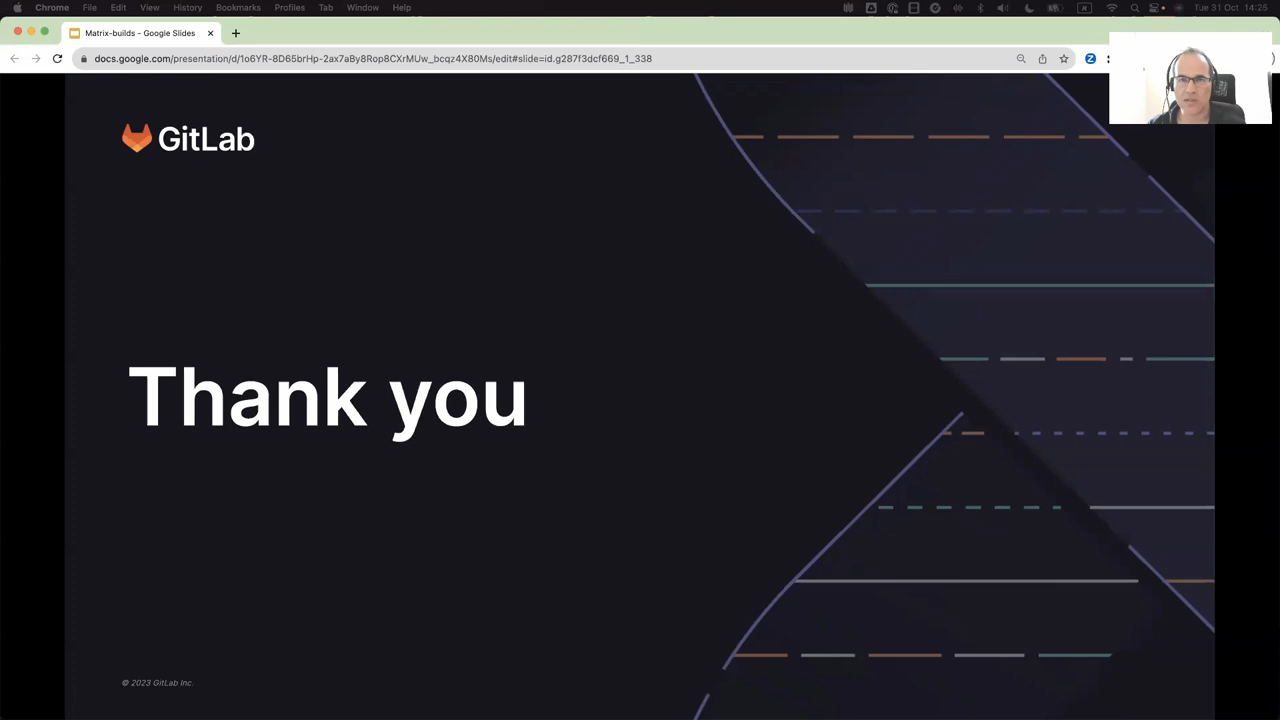 Chrome File Edit View History Bookmarks Profiles Tab Window Help Tue 31 Oct 14:25
Matrix-builds - Google Slides
docs.google.com/presentation/d/1o6YR-8D65brHp-2ax7aBy8Rop8CXrMUw_bcqz4X80Ms/edit#slide=id.g287f3dcf669_1_338
GitLab
Thank you
© 2023 GitLab Inc.